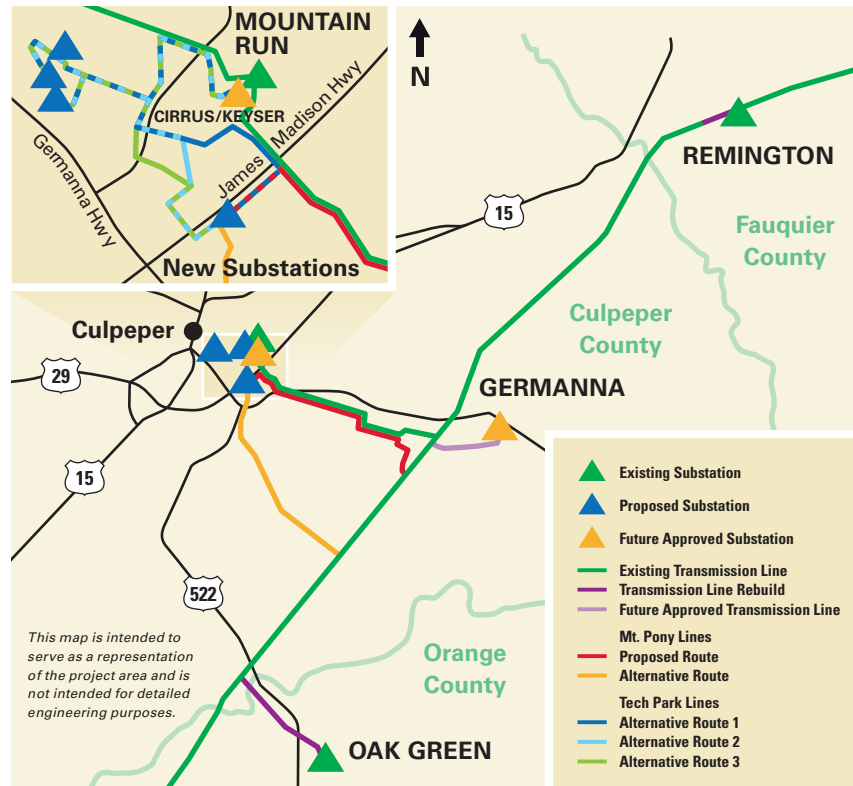 MOUNTAIN
RUN
CIRRUS/KEYSER
Madison Hwy
James
Germanna Hwy
New Substations
N
REMINGTON
15
Fauquier
County
Culpeper
County
Culpeper
29
GERMANNA
15
522
This map is intended to
serve as a representation
of the project area and is
not intended for detailed
engineering purposes.
Orange
County
OAK GREEN
Existing Substation
Proposed Substation
Future Approved Substation
Existing Transmission Line
Transmission Line Rebuild
Future Approved Transmission Line
Mt. Pony Lines
Proposed Route
Alternative Route
Tech Park Lines
Alternative Route 1
Alternative Route 2
Alternative Route 3